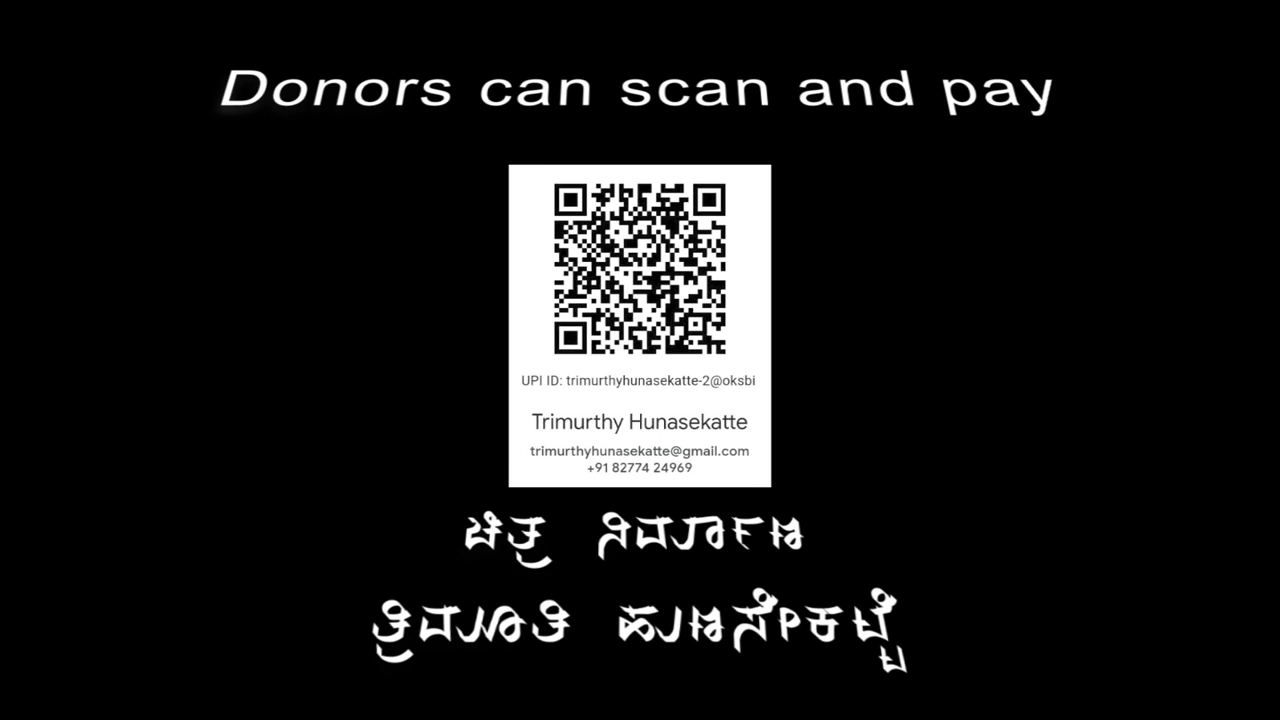 Donors can scan and pay
UPI ID: trimurthyhunasekatte-2@oksbi
Trimurthy Hunasekatte
trimurthyhunasekatte@gmail.com
+91 82774 24969
ಚಿತ್ರ ನಿರ್ಮಾಣ
ತ್ರಿಮೂತಿ ಹುಣಸೇಕಟ್ಟೆ